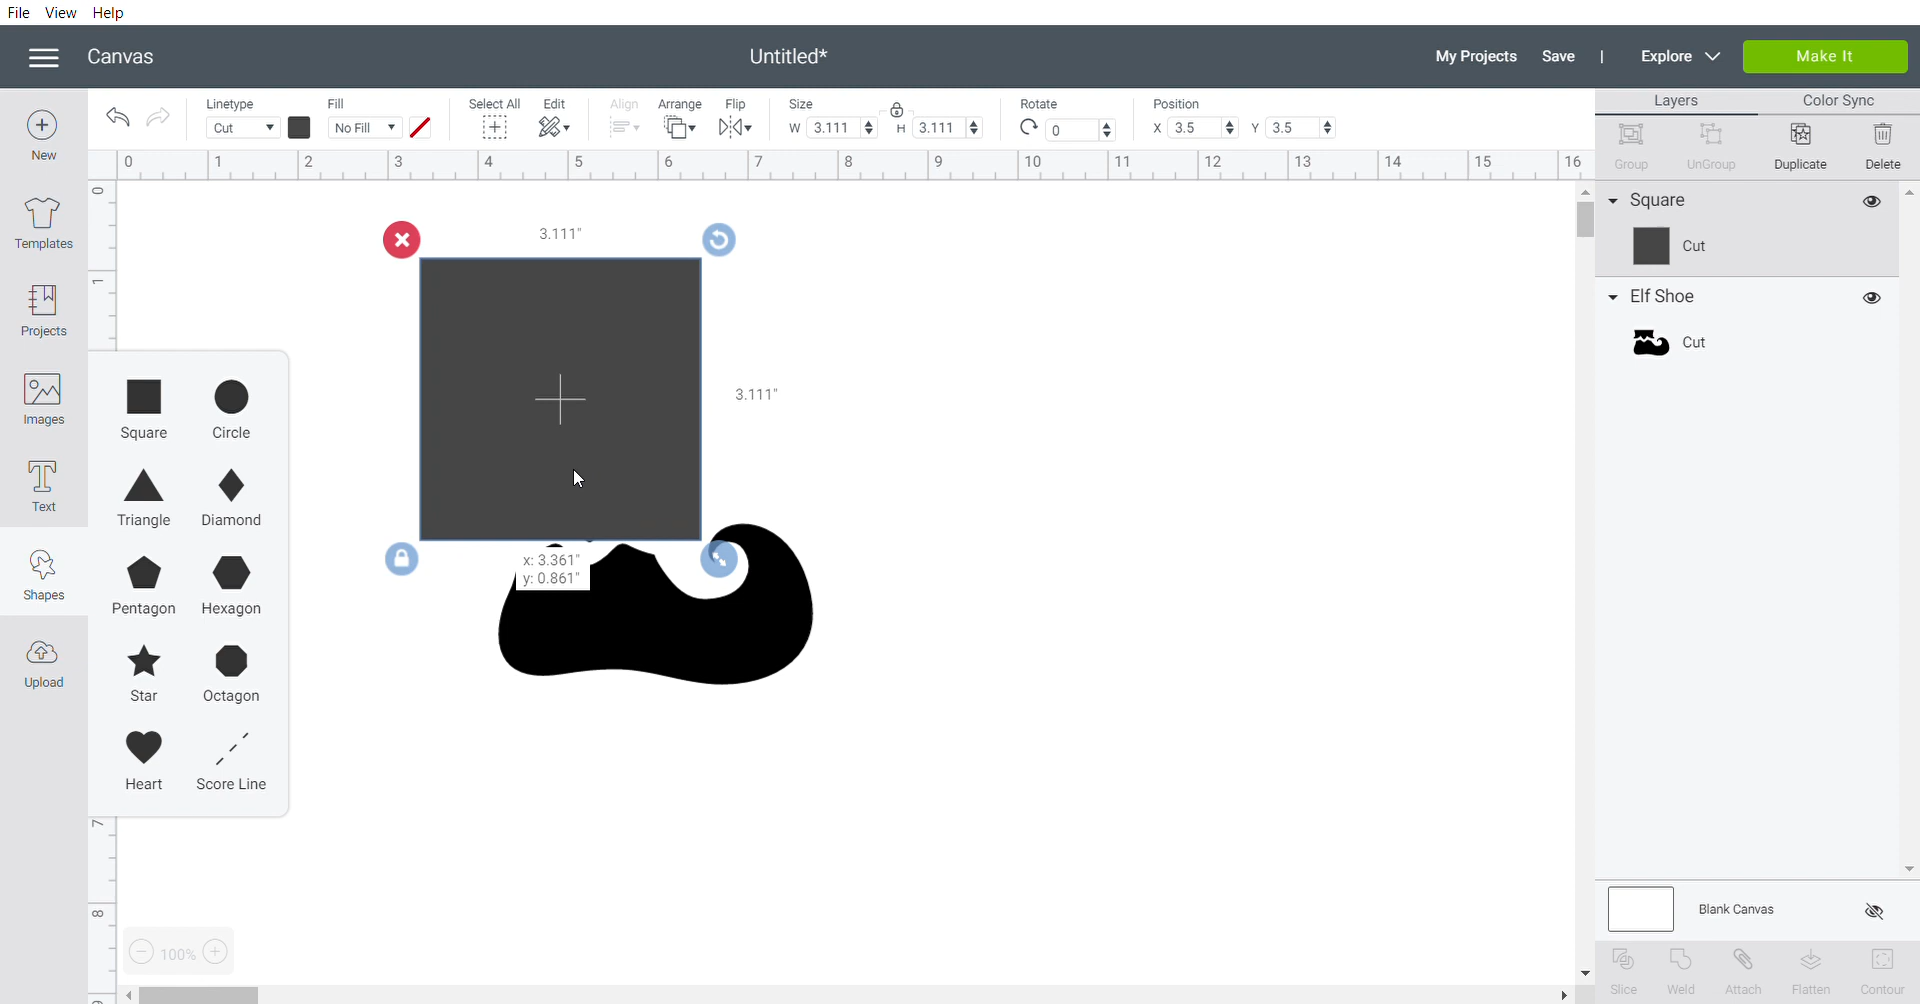 File View Help
Canvas
Untitled*
My Projects Save | Explore
Make It
New
Templates
Projects
Images
Text
Shapes
Upload
Linetype
Cut
Fill
No Fill
Select All
Edit
Align
Arrange
Flip
Size
W 3.111
H 3.111
Rotate
0
Position
X 3.5
Y 3.5
0 1 2 3 4 5 6 7 8 9 10 11 12 13 14 15 16
0
1
7
8
Square
Circle
Triangle
Diamond
Pentagon
Hexagon
Star
Octagon
Heart
Score Line
3.111"
3.111"
x: 3.361"
y: 0.861"
100%
Layers
Color Sync
Group
UnGroup
Duplicate
Delete
Square
Cut
Elf Shoe
Cut
Blank Canvas
Slice
Weld
Attach
Flatten
Contour